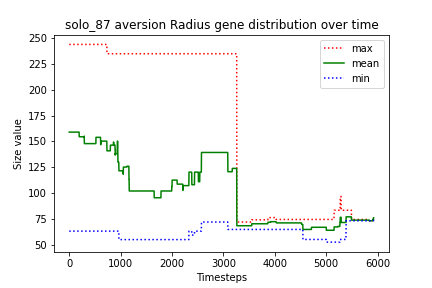 solo_87 aversion Radius gene distribution over time
250
225
200
175
150
125
100
75
50
Size value
max
mean
min
0
1000
2000
3000
4000
5000
6000
Timesteps